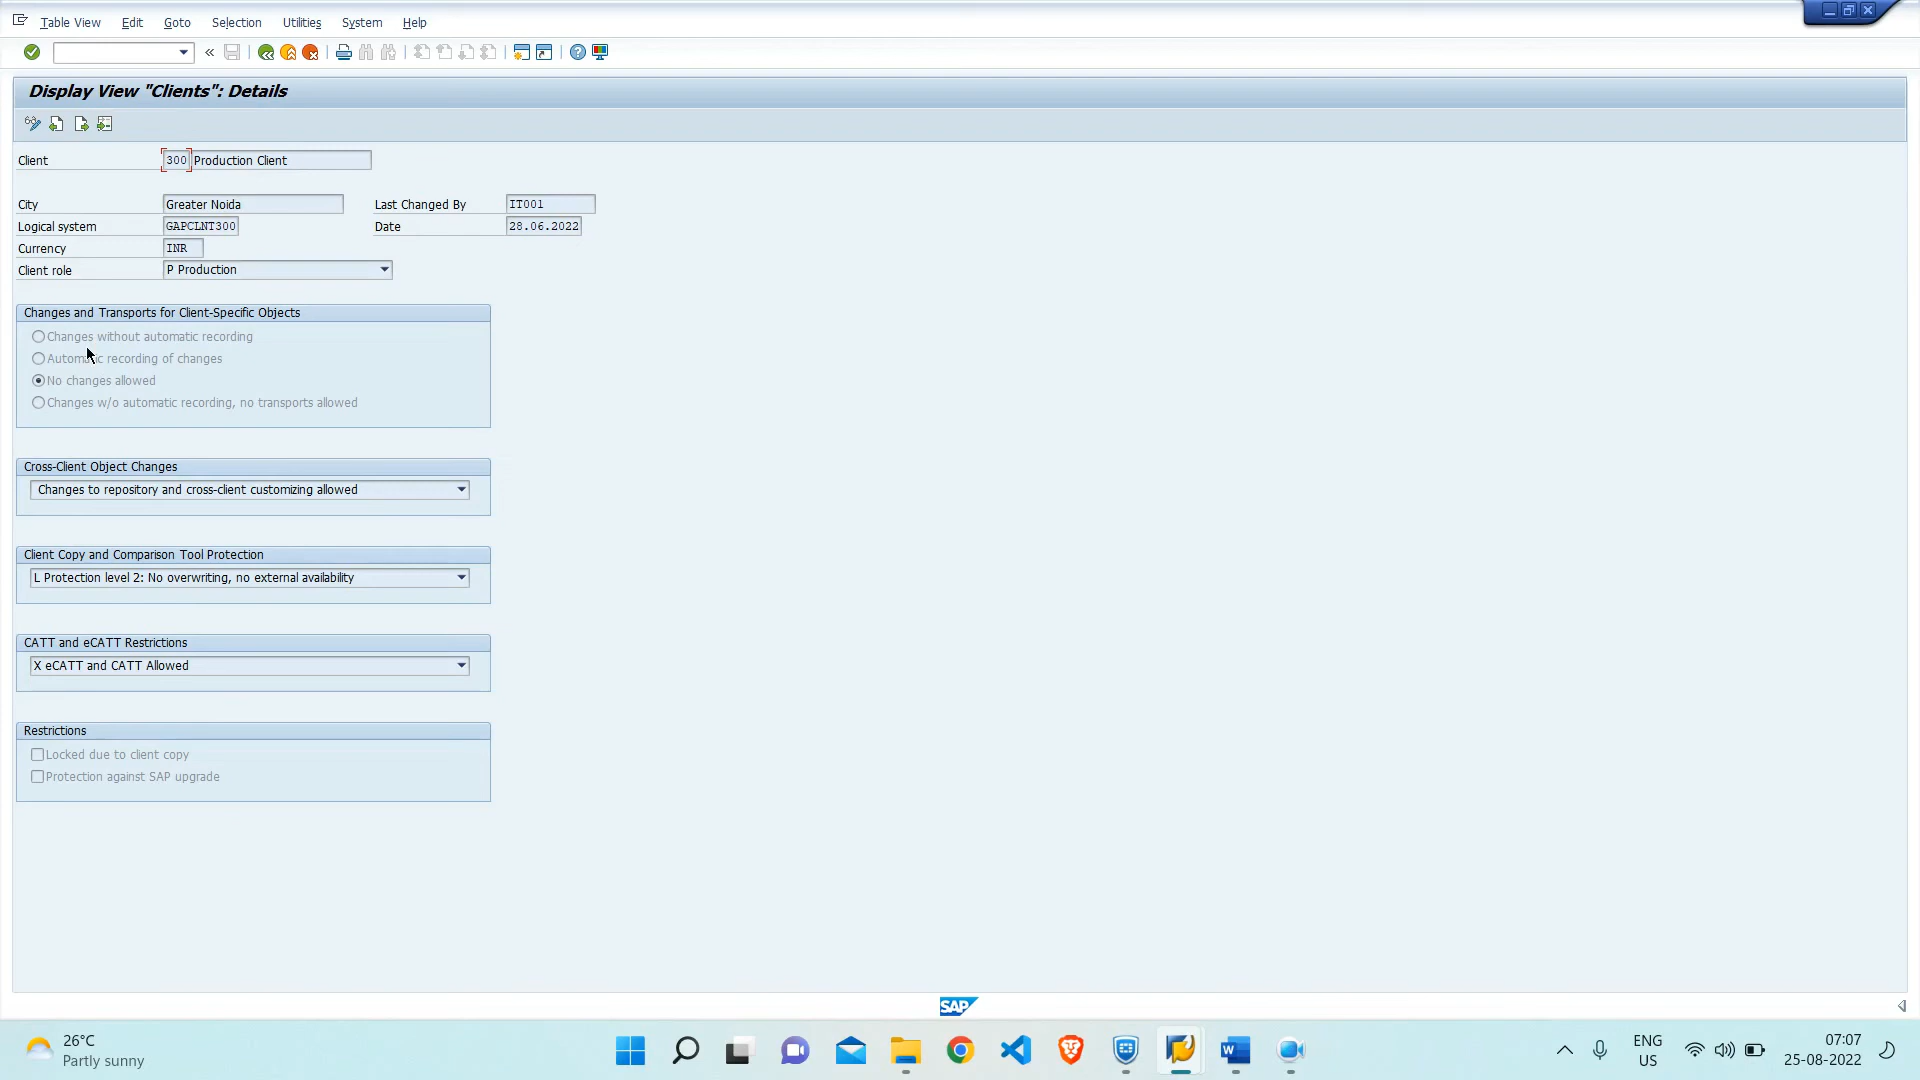 Table View Edit Goto Selection Utilities System Help
Display View "Clients": Details
Client 300 Production Client
City Greater Noida Last Changed By IT001
Logical system GAPCLNT300 Date 28.06.2022
Currency INR
Client role P Production
Changes and Transports for Client-Specific Objects
Changes without automatic recording
Automatic recording of changes
No changes allowed
Changes w/o automatic recording, no transports allowed
Cross-Client Object Changes
Changes to repository and cross-client customizing allowed
Client Copy and Comparison Tool Protection
L Protection level 2: No overwriting, no external availability
CATT and eCATT Restrictions
X eCATT and CATT Allowed
Restrictions
Locked due to client copy
Protection against SAP upgrade
SAP
26°C ENG 07:07
Partly sunny US 25-08-2022